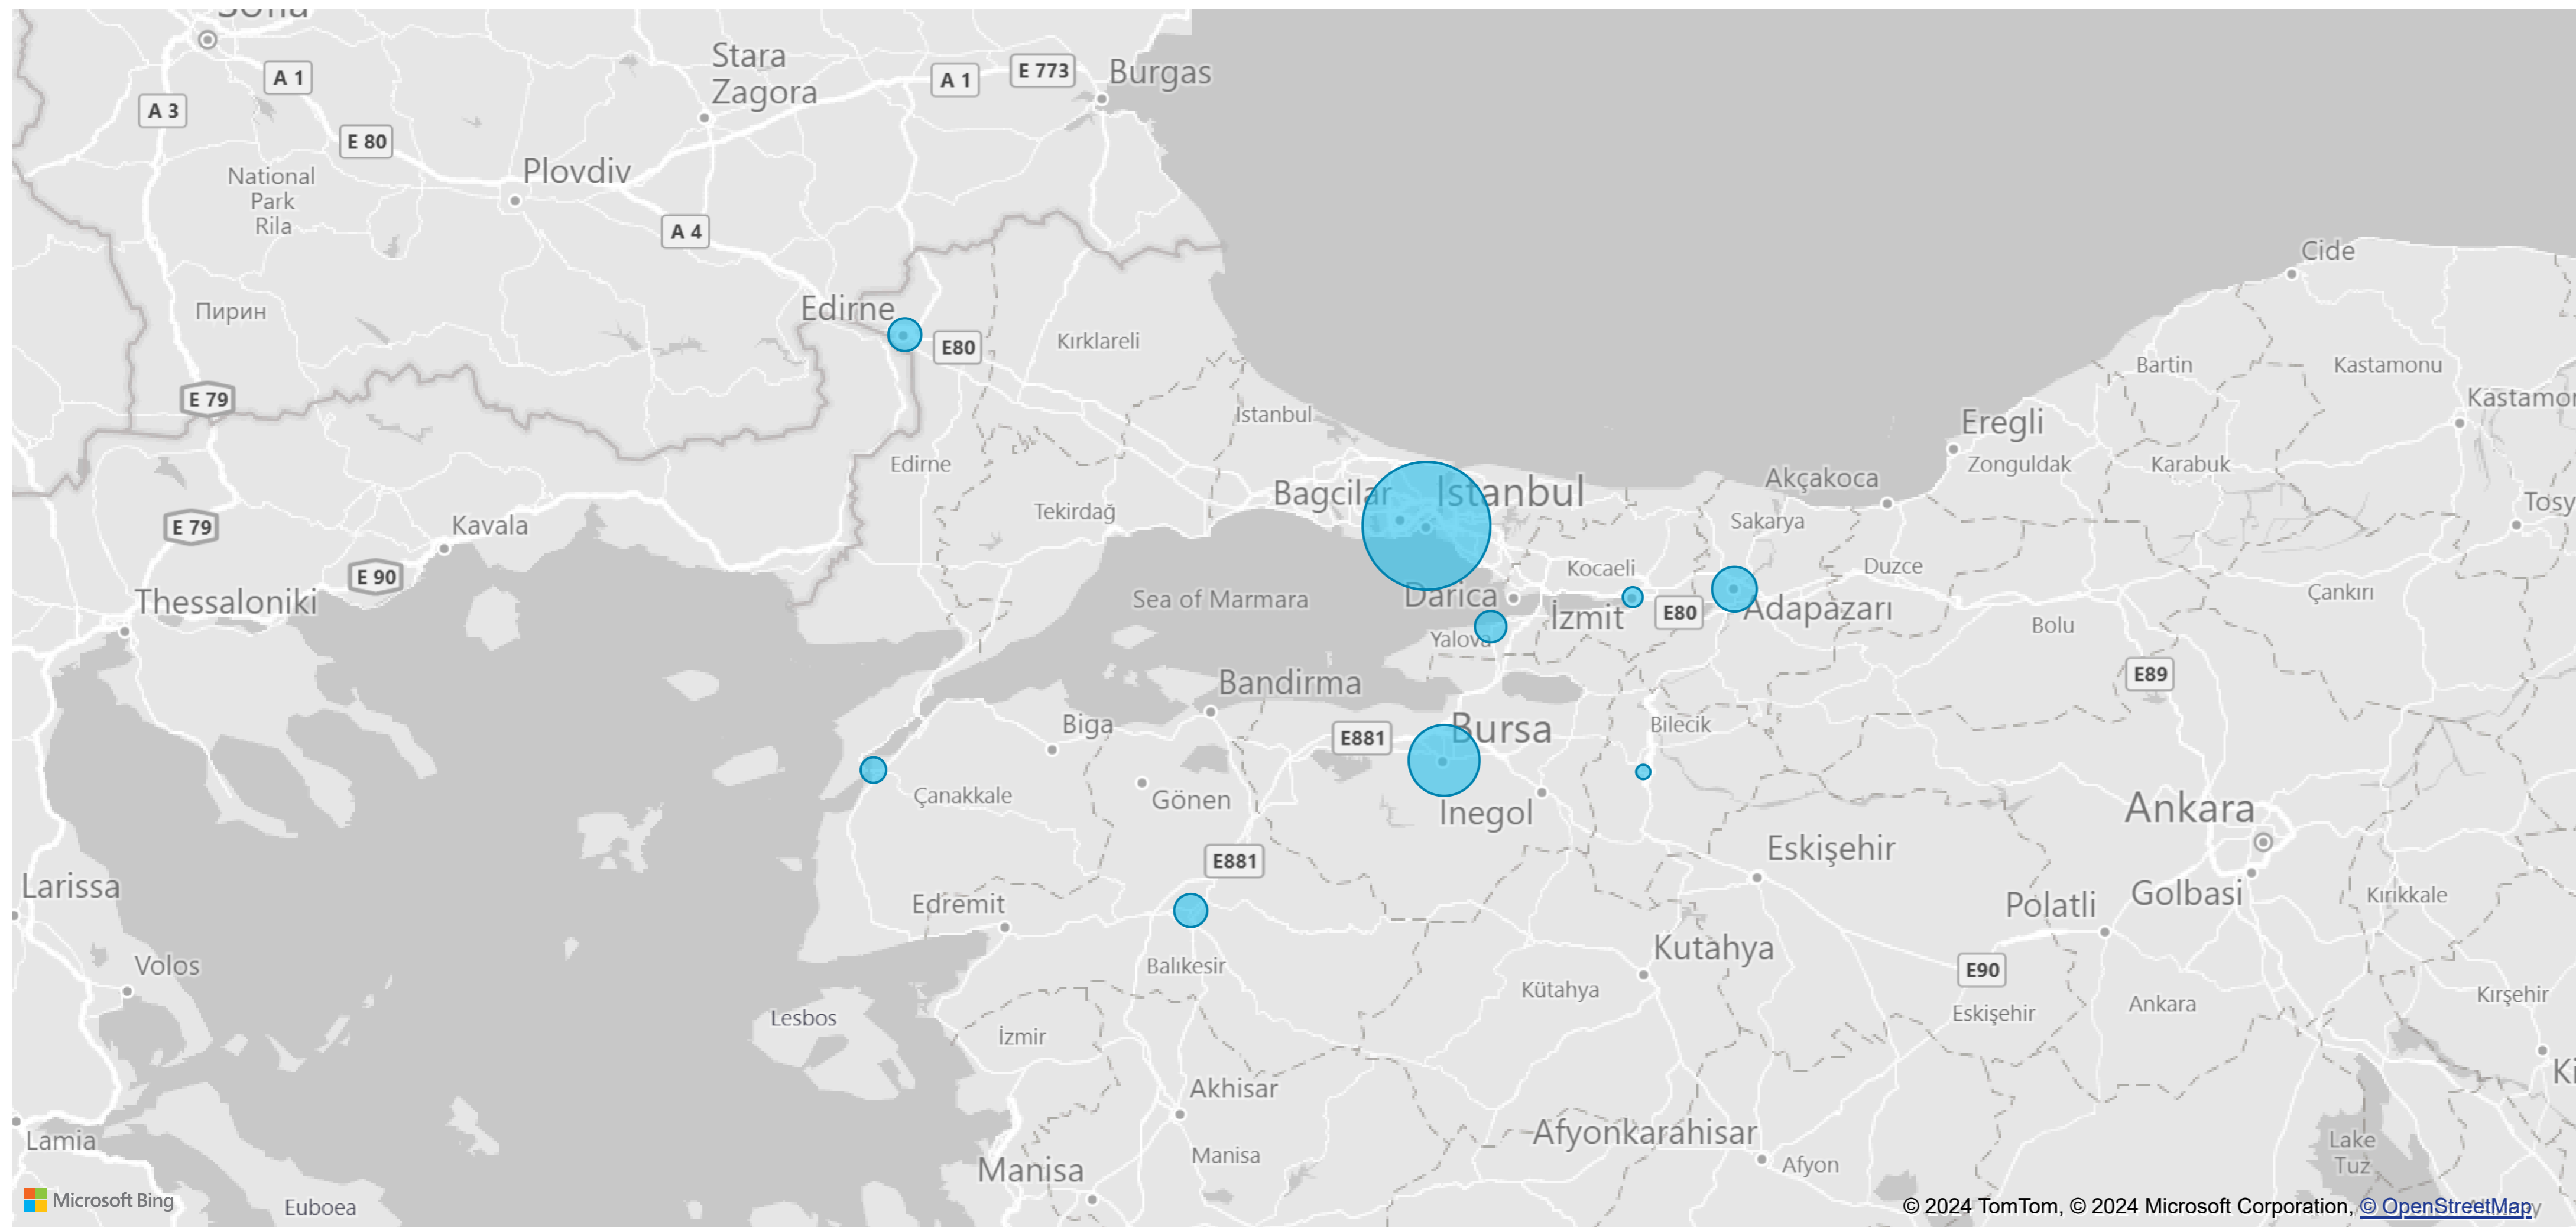 Sofia
Stara
Zagora
A 1
E 773
Burgas
A 1
A 3
E 80
Plovdiv
National
Park
Rila
A 4
Cide
Edirne
Пирин
E80
Kırklareli
Bartin
Kastamonu
E 79
Kastamor
Istanbul
Eregli
Edirne
Zonguldak
Karabuk
Akçakoca
Bagcilar
Istanbul
Tekirdağ
Sakarya
Tosy
E 79
Kavala
Kocaeli
Duzce
E 90
Çankırı
Thessaloniki
Sea of Marmara
Darica
İzmit
E80
Adapazarı
Yalova
Bolu
E89
Bandirma
Biga
E881
Bursa
Bilecik
Çanakkale
Gönen
Inegol
Ankara
Eskişehir
E881
Larissa
Edremit
Polatli
Golbasi
Kırıkkale
Kutahya
Volos
Balıkesir
E90
Kütahya
Kırşehir
Lesbos
İzmir
Eskişehir
Ankara
Akhisar
Ki
Lamia
Afyonkarahisar
Manisa
Lake
Tuz
Manisa
Afyon
Microsoft Bing
Euboea
© 2024 TomTom, © 2024 Microsoft Corporation, © OpenStreetMap